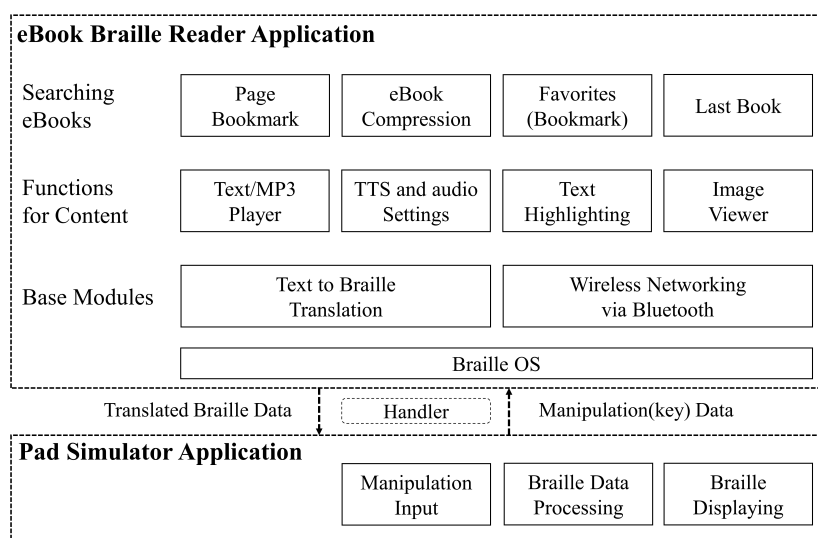 eBook Braille Reader Application
Searching
eBooks
Page
Bookmark
eBook
Compression
Favorites
(Bookmark)
Last Book
Functions
for Content
Text/MP3
Player
TTS and audio
Settings
Text
Highlighting
Image
Viewer
Base Modules
Text to Braille
Translation
Wireless Networking
via Bluetooth
Braille OS
Translated Braille Data
Handler
Manipulation(key) Data
Pad Simulator Application
Manipulation
Input
Braille Data
Processing
Braille
Displaying